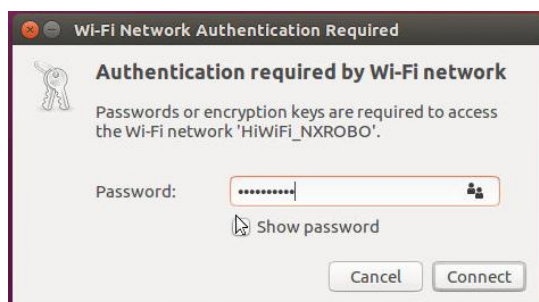 Wi-Fi Network Authentication Required
Authentication required by Wi-Fi network
Passwords or encryption keys are required to access
the Wi-Fi network 'HiWiFi_NXROBO'.
Password: ••••••••••
Show password
Cancel Connect